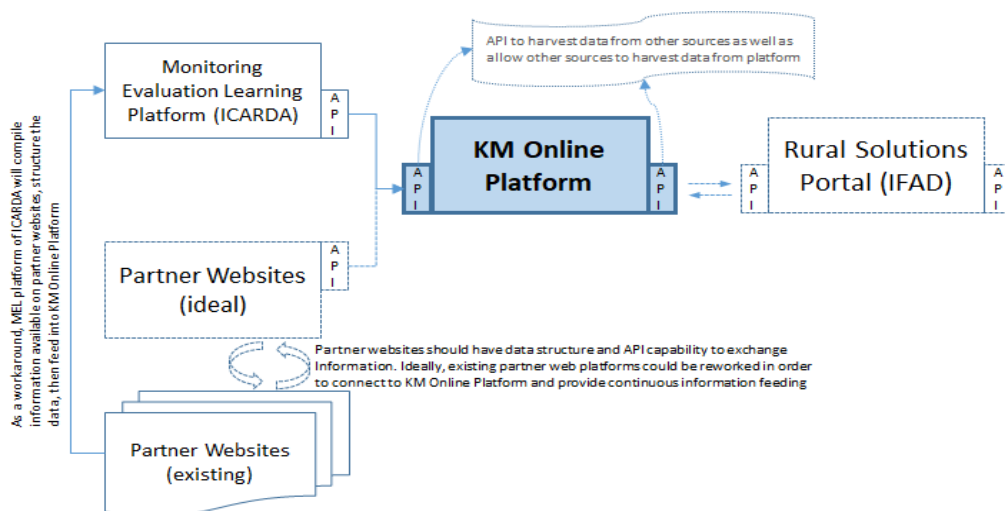 API to harvest data from other sources as well as
allow other sources to harvest data from platform
Monitoring
Evaluation Learning
Platform (ICARDA)
A
P
I
KM Online
Platform
A
P
I
A
P
I
Rural Solutions
Portal (IFAD)
A
P
I
A
P
I
Partner Websites
(ideal)
A
P
I
As a workaround, MEL platform of ICARDA will compile
information available on partner websites, structure the
data, then feed into KM Online Platform
Partner websites should have data structure and API capability to exchange
Information. Ideally, existing partner web platforms could be reworked in order
to connect to KM Online Platform and provide continuous information feeding
Partner Websites
(existing)